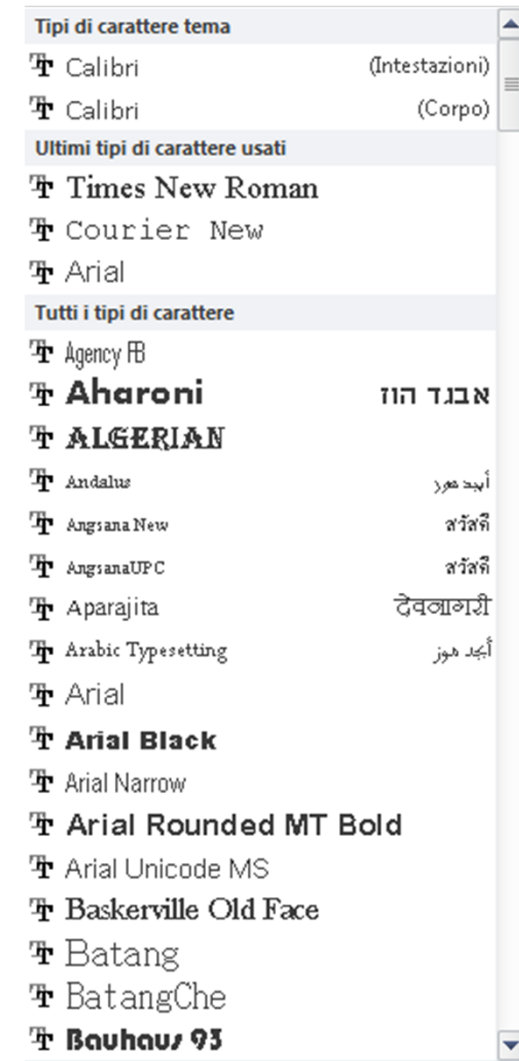 Tipi di carattere tema
Calibri (Intestazioni)
Calibri (Corpo)
Ultimi tipi di carattere usati
Times New Roman
Courier New
Arial
Tutti i tipi di carattere
Agency FB
Aharoni אבגד הוז
ALGERIAN
Andalus أبجد هوز
Angsana New สวัสดี
AngsanaUPC สวัสดี
Aparajita देवनागरी
Arabic Typesetting أبجد هوز
Arial
Arial Black
Arial Narrow
Arial Rounded MT Bold
Arial Unicode MS
Baskerville Old Face
Batang
BatangChe
Bauhaus 93